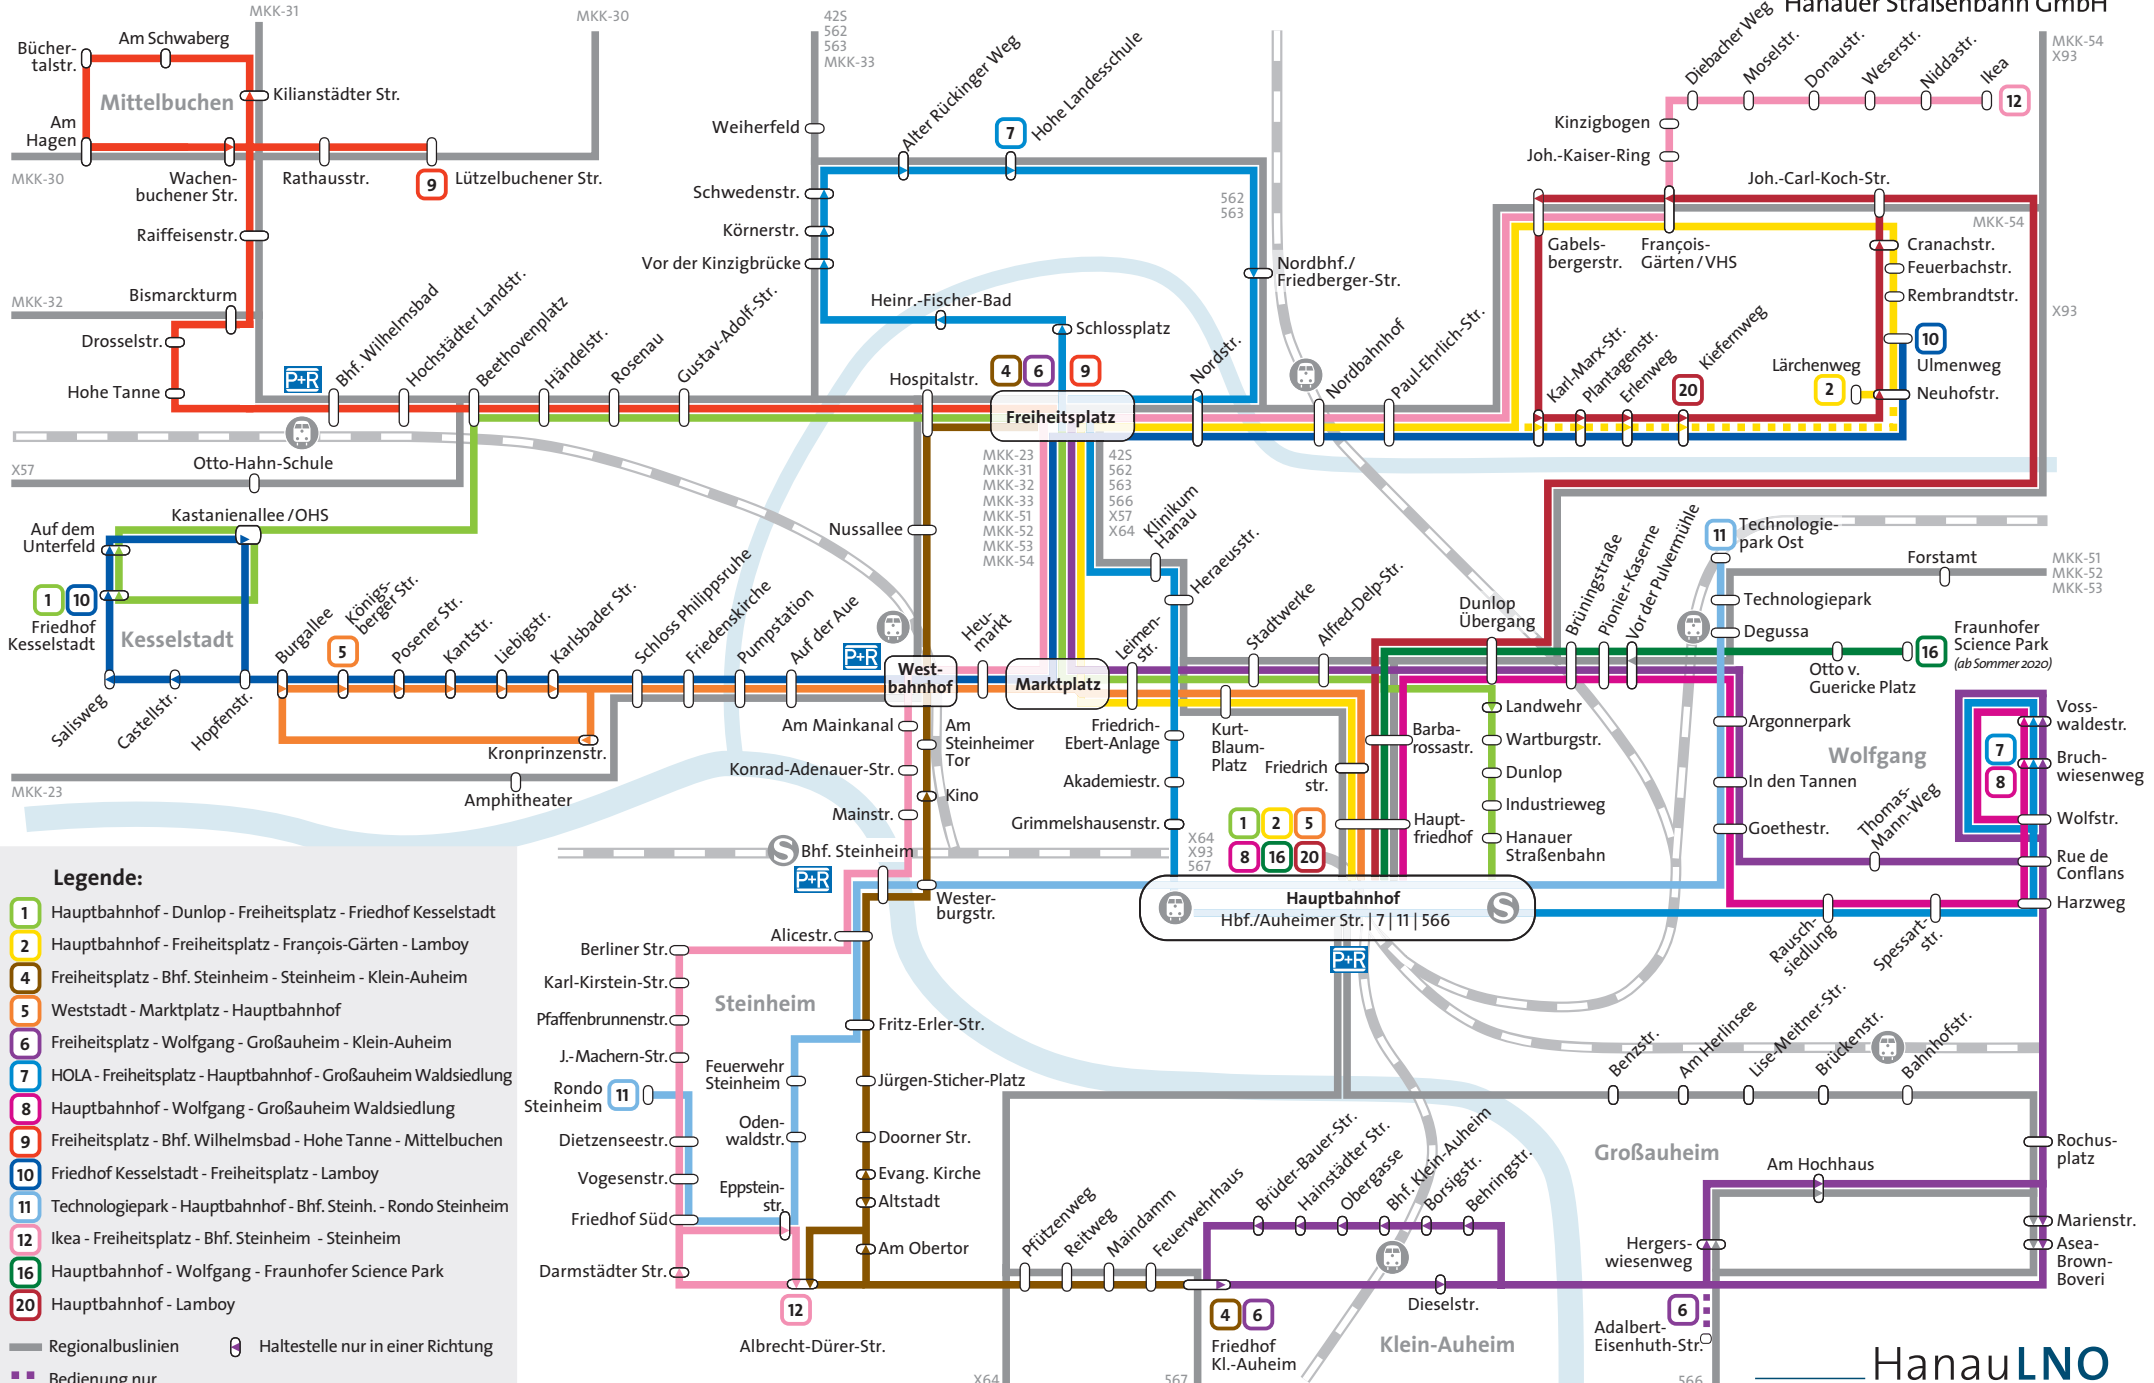 Hanauer Straßenbahn GmbH
MKK-31
MKK-30
42S
562
563
MKK-33
MKK-54
X93
Bücher-
talstr.
Am Schwaberg
Mittelbuchen
Kilianstädter Str.
Am
Hagen
MKK-30
Wachen-
buchener Str.
Rathausstr.
9
Lützelbuchener Str.
Raiffeisenstr.
MKK-32
Bismarckturm
Drosselstr.
Hohe Tanne
P+R
Bhf. Wilhelmsbad
Hochstädter Landstr.
Beethovenplatz
Händelstr.
Rosenau
Gustav-Adolf-Str.
Weiherfeld
Schwedenstr.
Körnerstr.
Vor der Kinzigbrücke
Alter Rückinger Weg
7
Hohe Landesschule
562
563
Nordbhf./
Friedberger-Str.
Heinr.-Fischer-Bad
Schlossplatz
Hospitalstr.
4
6
9
Freiheitsplatz
Nordstr.
Nordbahnhof
Paul-Ehrlich-Str.
Diebacher Weg
Moselstr.
Donaustr.
Weserstr.
Niddastr.
Ikea
12
Kinzigbogen
Joh.-Kaiser-Ring
Joh.-Carl-Koch-Str.
MKK-54
Gabels-
bergerstr.
François-
Gärten / VHS
Cranachstr.
Feuerbachstr.
Rembrandtstr.
X93
10
Ulmenweg
Lärchenweg
2
Neuhofstr.
Karl-Marx-Str.
Plantagenstr.
Erlenweg
20
Kiefernweg
X57
Otto-Hahn-Schule
Kastanienallee / OHS
Auf dem
Unterfeld
1
10
Friedhof
Kesselstadt
Kesselstadt
Salisweg
Castellstr.
Hopfenstr.
Burgallee
5
Königs-
berger Str.
Posener Str.
Kantstr.
Liebigstr.
Karlsbader Str.
Schloss Philippsruhe
Friedenskirche
Pumpstation
Auf der Aue
Kronprinzenstr.
MKK-23
Amphitheater
Nussallee
MKK-23
MKK-31
MKK-32
MKK-33
MKK-51
MKK-52
MKK-53
MKK-54
42S
562
563
566
X57
X64
P+R
West-
bahnhof
Heu-
markt
Marktplatz
Leimen-
str.
Klinikum
Hanau
Heraeusstr.
Stadtwerke
Alfred-Delp-Str.
Dunlop
Übergang
Brüningstraße
Pionier-Kaserne
Vor der Pulvermühle
11
Technologie-
park Ost
Forstamt
MKK-51
MKK-52
MKK-53
Technologiepark
Degussa
16
Fraunhofer
Science Park
(ab Sommer 2020)
Otto v.
Guericke Platz
Am Mainkanal
Am
Steinheimer
Tor
Konrad-Adenauer-Str.
Kino
Mainstr.
Friedrich-
Ebert-Anlage
Akademiestr.
Grimmelshausenstr.
Kurt-
Blaum-
Platz
Friedrich
str.
Barba-
rossastr.
Haupt-
friedhof
Landwehr
Wartburgstr.
Dunlop
Industrieweg
Hanauer
Straßenbahn
Argonnerpark
In den Tannen
Goethestr.
Thomas-
Mann-Weg
Wolfgang
7
8
Voss-
waldestr.
Bruch-
wiesenweg
Wolfstr.
Rue de
Conflans
Harzweg
Rausch-
siedlung
Spessart-
str.
X64
X93
567
1
2
5
8
16
20
Hauptbahnhof
Hbf./Auheimer Str. | 7 | 11 | 566
S
P+R
S
Bhf. Steinheim
P+R
Wester-
burgstr.
Alicestr.
Berliner Str.
Karl-Kirstein-Str.
Pfaffenbrunnenstr.
J.-Machern-Str.
Rondo
Steinheim
11
Dietzenseestr.
Vogesenstr.
Friedhof Süd
Darmstädter Str.
Steinheim
Feuerwehr
Steinheim
Oden-
waldstr.
Eppstein-
str.
Fritz-Erler-Str.
Jürgen-Sticher-Platz
Doorner Str.
Evang. Kirche
Altstadt
Am Obertor
12
Albrecht-Dürer-Str.
Pfützenweg
Reitweg
Maindamm
Feuerwehrhaus
Brüder-Bauer-Str.
Hainstädter Str.
Obergasse
Bhf. Klein-Auheim
Borsigstr.
Behringstr.
4
6
Friedhof
Kl.-Auheim
Dieselstr.
Klein-Auheim
Benzstr.
Am Herlinsee
Lise-Meitner-Str.
Brückenstr.
Bahnhofstr.
Großauheim
Rochus-
platz
Am Hochhaus
Marienstr.
Asea-
Brown-
Boveri
Hergers-
wiesenweg
6
Adalbert-
Eisenhuth-Str.
X64
567
566
Legende:
1 Hauptbahnhof - Dunlop - Freiheitsplatz - Friedhof Kesselstadt
2 Hauptbahnhof - Freiheitsplatz - François-Gärten - Lamboy
4 Freiheitsplatz - Bhf. Steinheim - Steinheim - Klein-Auheim
5 Weststadt - Marktplatz - Hauptbahnhof
6 Freiheitsplatz - Wolfgang - Großauheim - Klein-Auheim
7 HOLA - Freiheitsplatz - Hauptbahnhof - Großauheim Waldsiedlung
8 Hauptbahnhof - Wolfgang - Großauheim Waldsiedlung
9 Freiheitsplatz - Bhf. Wilhelmsbad - Hohe Tanne - Mittelbuchen
10 Friedhof Kesselstadt - Freiheitsplatz - Lamboy
11 Technologiepark - Hauptbahnhof - Bhf. Steinh. - Rondo Steinheim
12 Ikea - Freiheitsplatz - Bhf. Steinheim - Steinheim
16 Hauptbahnhof - Wolfgang - Fraunhofer Science Park
20 Hauptbahnhof - Lamboy
Regionalbuslinien
Haltestelle nur in einer Richtung
Bedienung nur
HanauLNO